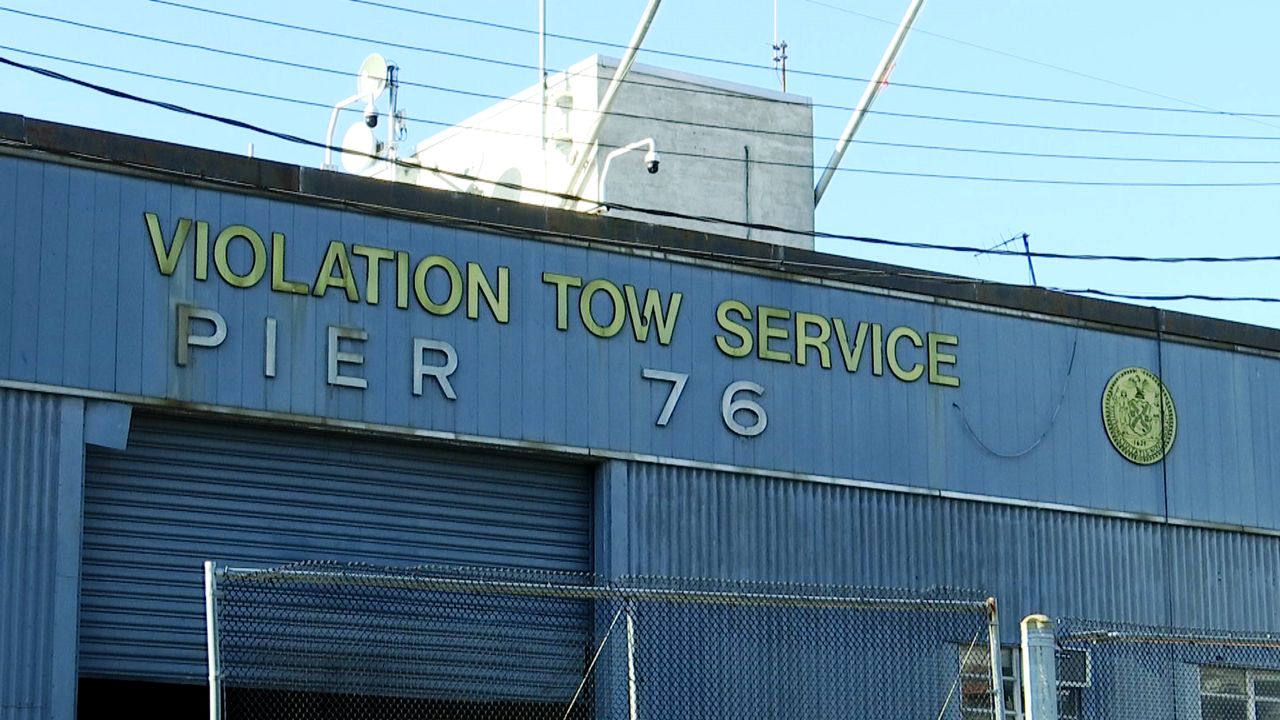 VIOLATION TOW SERVICE
PIER 76